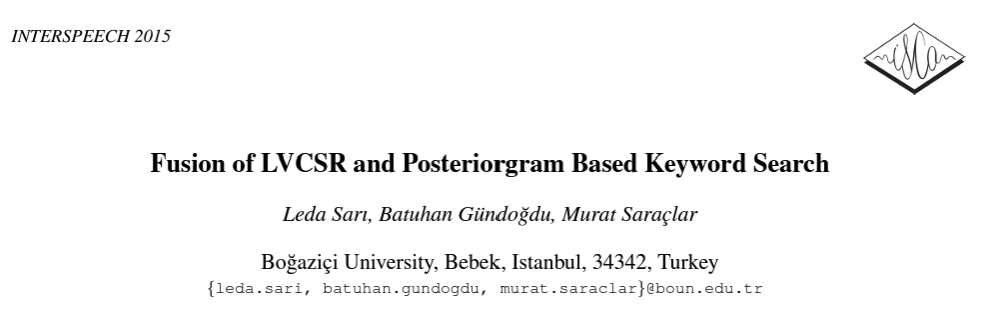 INTERSPEECH 2015
isca
Fusion of LVCSR and Posteriorgram Based Keyword Search
Leda Sarı, Batuhan Gündoğdu, Murat Saraçlar
Boğaziçi University, Bebek, Istanbul, 34342, Turkey
{leda.sari, batuhan.gundogdu, murat.saraclar}@boun.edu.tr